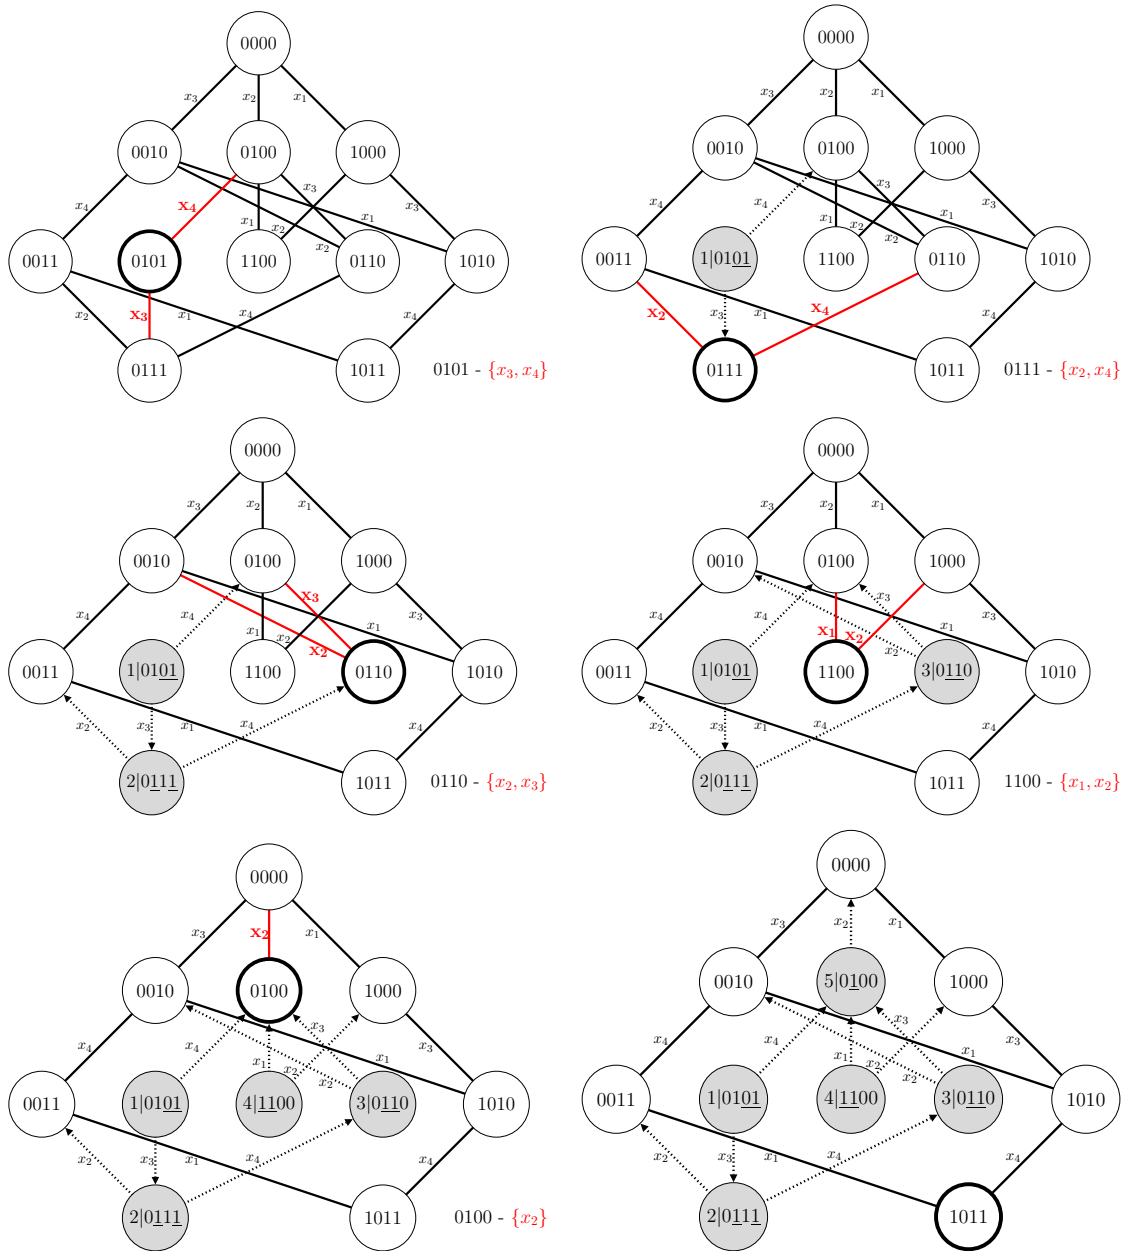 0000
x₃ x₂ x₁
0010 0100 1000
x₄ x₄ x₃
x₁ x₂ x₂ x₁ x₃
0011 0101 1100 0110 1010
x₂ x₃ x₁ x₄ x₄
0111 1011
0101 - {x₃, x₄}
0000
x₃ x₂ x₁
0010 0100 1000
x₄ x₄ x₃
x₁ x₂ x₂ x₁ x₃
0011 1|0101 1100 0110 1010
x₂ x₃ x₁ x₄ x₄
0111 1011
0111 - {x₂, x₄}
0000
x₃ x₂ x₁
0010 0100 1000
x₄ x₄ x₃
x₁ x₂ x₂ x₁ x₃
0011 1|0101 1100 0110 1010
x₂ x₃ x₁ x₄ x₄
2|0111 1011
0110 - {x₂, x₃}
0000
x₃ x₂ x₁
0010 0100 1000
x₄ x₄ x₃
x₁ x₂ x₂ x₁ x₃
0011 1|0101 1100 3|0110 1010
x₂ x₃ x₁ x₄ x₄
2|0111 1011
1100 - {x₁, x₂}
0000
x₃ x₂ x₁
0010 0100 1000
x₄ x₄ x₃
x₁ x₂ x₂ x₁ x₃
0011 1|0101 4|1100 3|0110 1010
x₂ x₃ x₁ x₄ x₄
2|0111 1011
0100 - {x₂}
0000
x₃ x₂ x₁
0010 5|0100 1000
x₄ x₄ x₃
x₁ x₂ x₂ x₁ x₃
0011 1|0101 4|1100 3|0110 1010
x₂ x₃ x₁ x₄ x₄
2|0111 1011